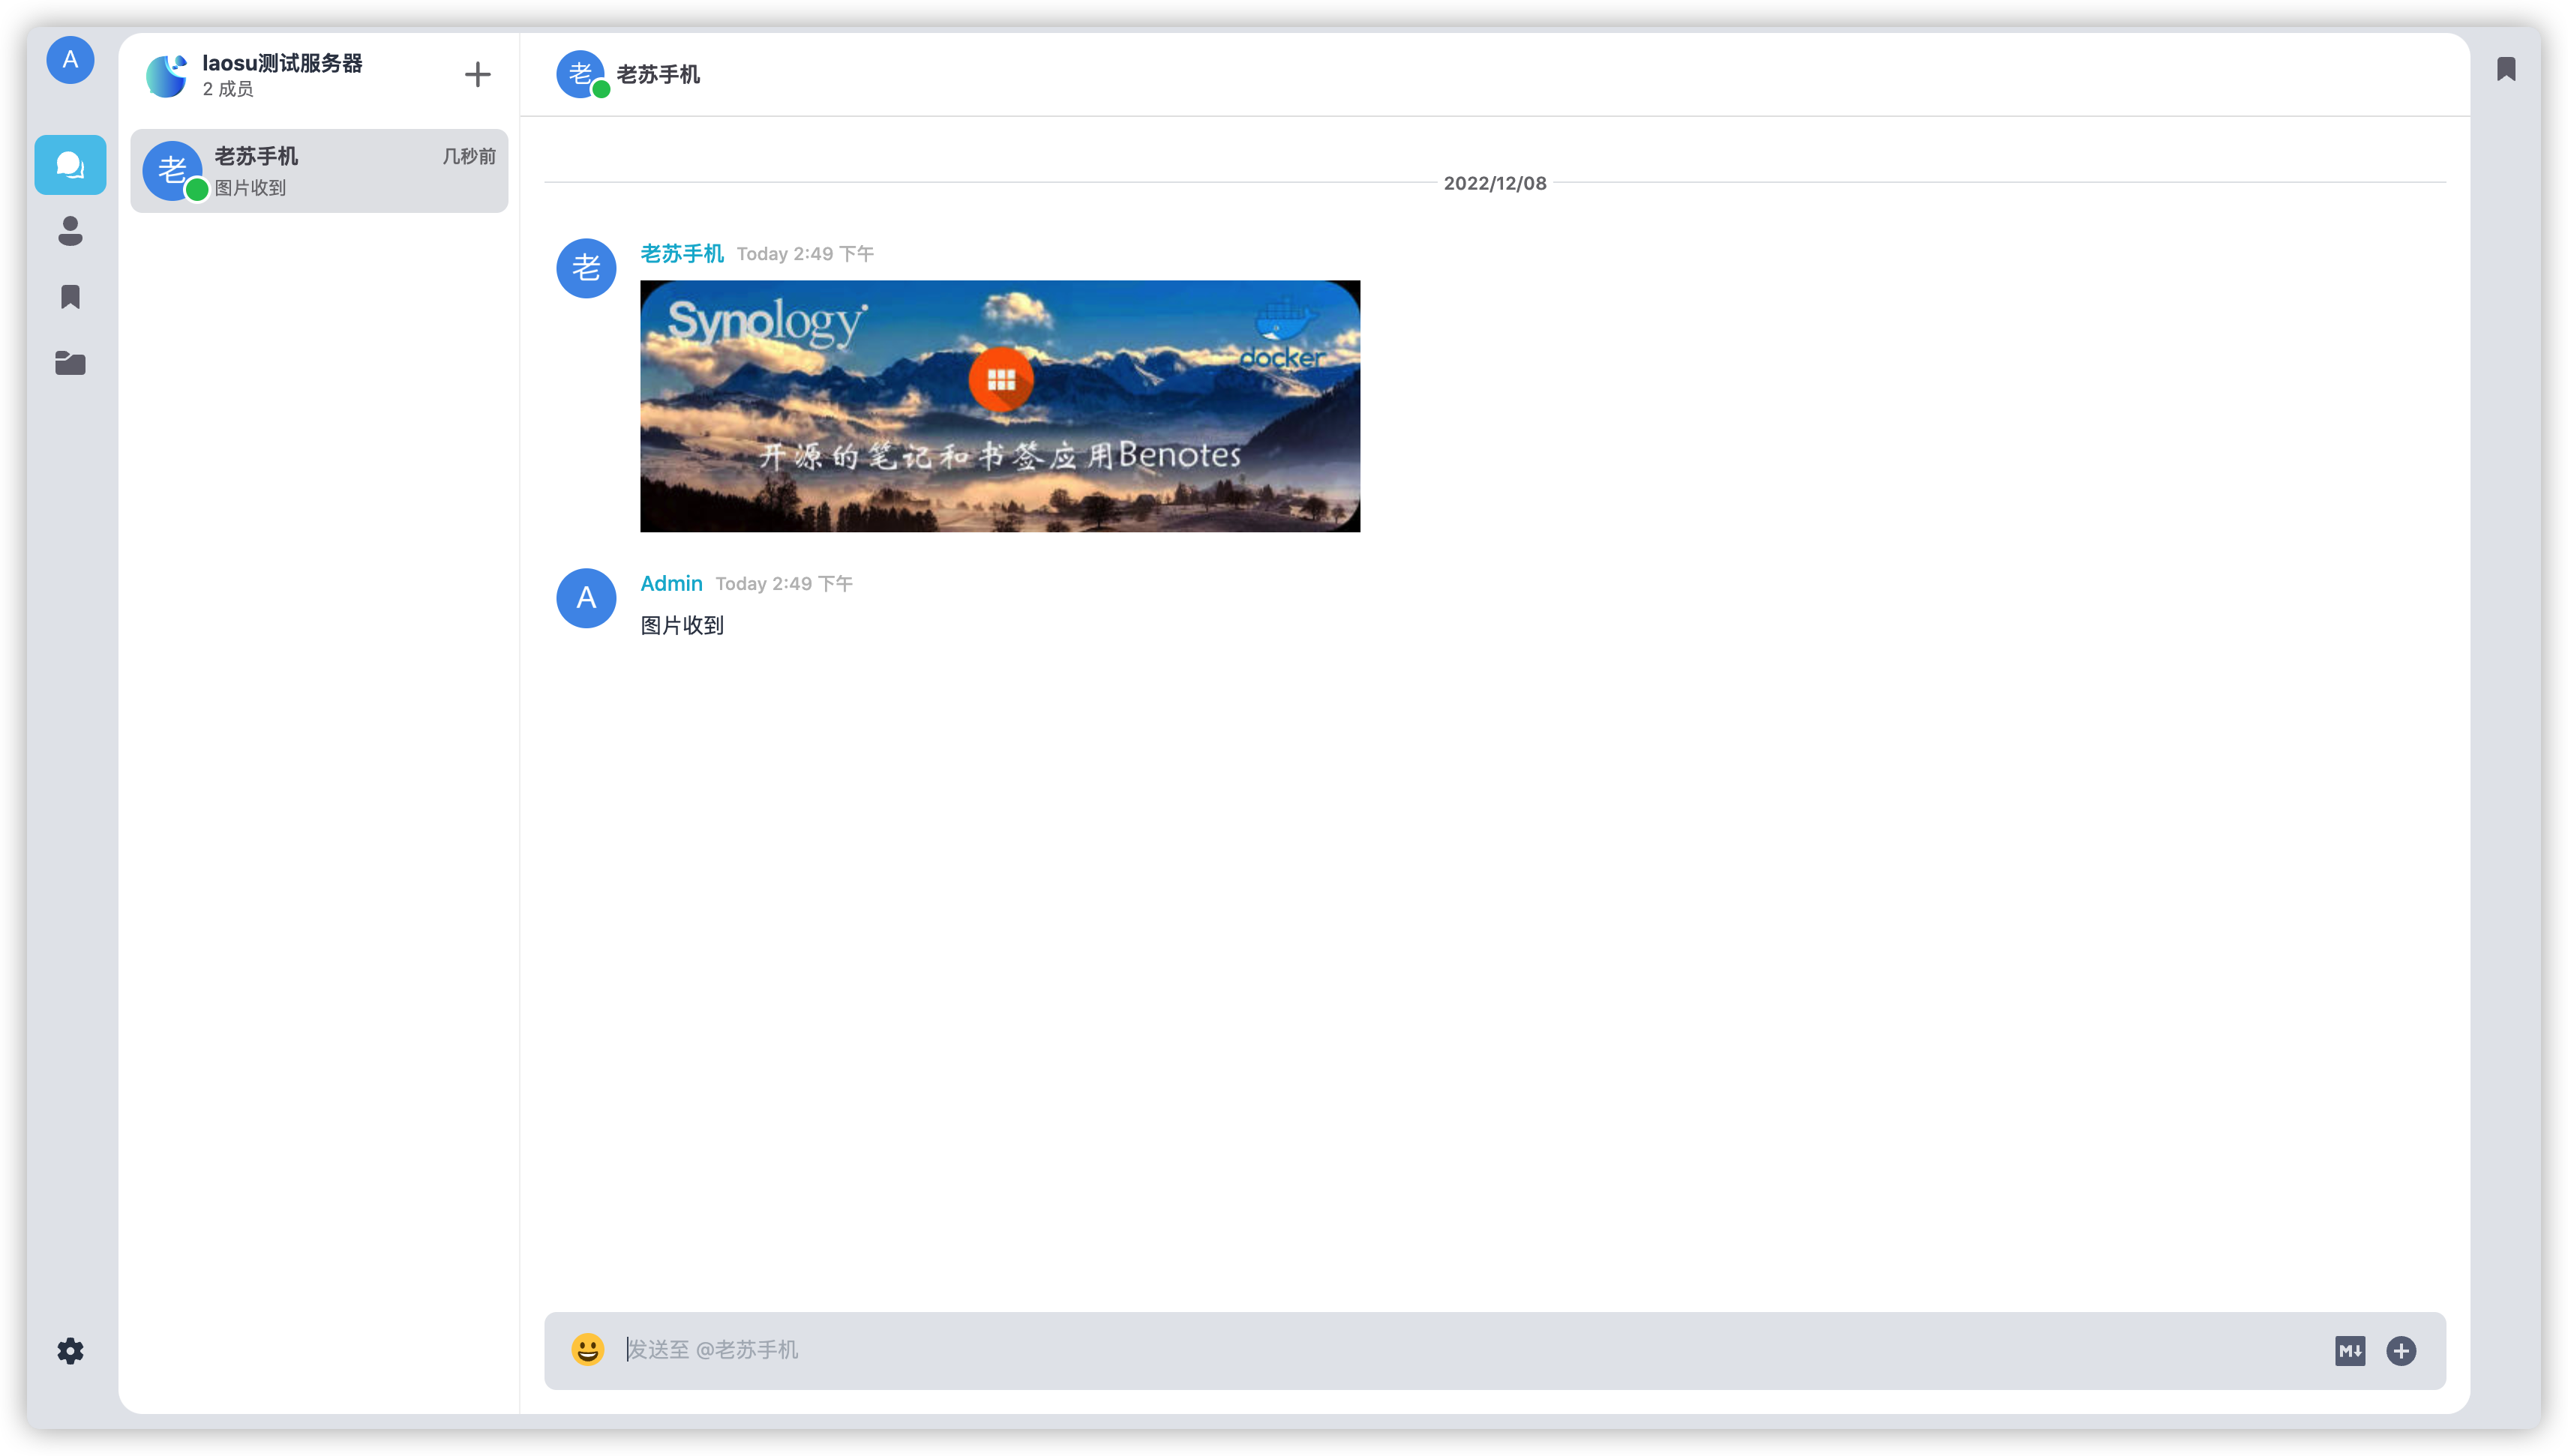 A
laosu测试服务器
2 成员
老
老苏手机
几秒前
图片收到
老
老苏手机
2022/12/08
老
老苏手机 Today 2:49 下午
Synology
docker
开源的笔记和书签应用Benotes
A
Admin Today 2:49 下午
图片收到
发送至 @老苏手机
M↓